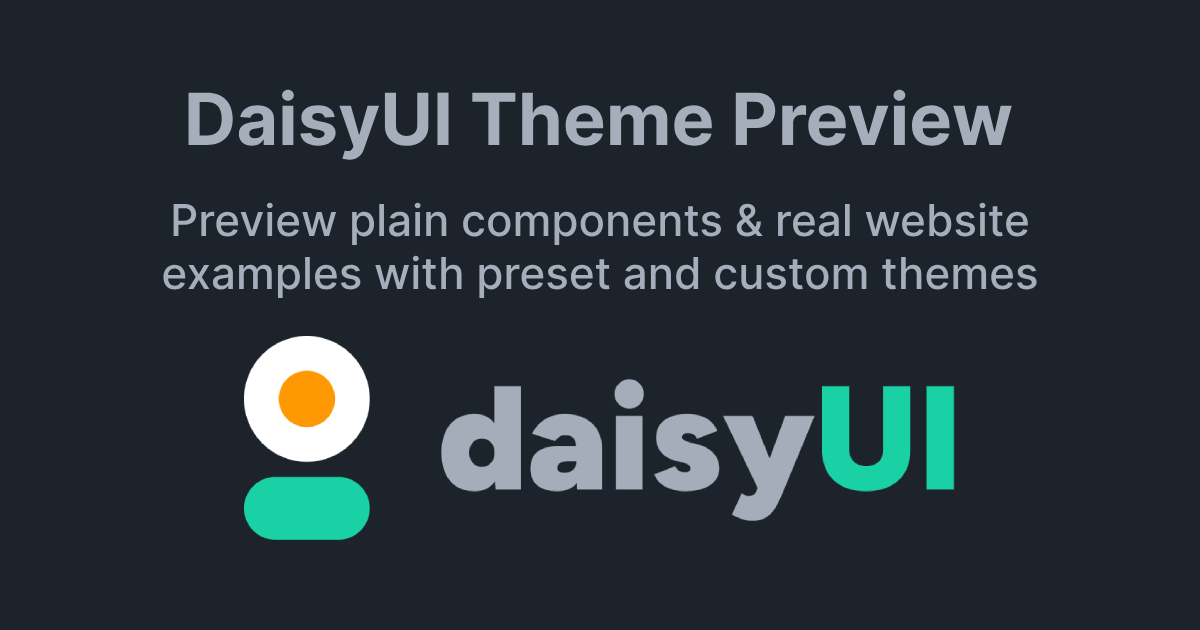 DaisyUI Theme Preview
Preview plain components & real website
examples with preset and custom themes
daisyUI